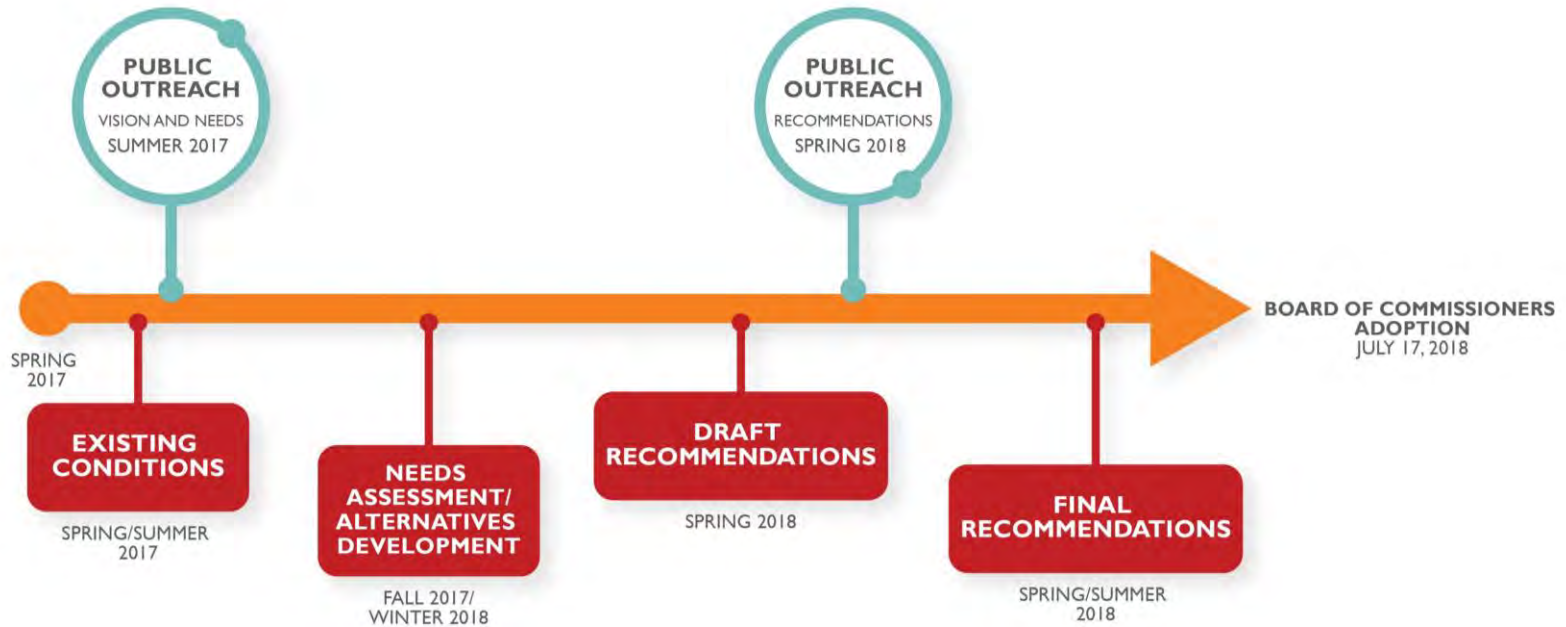 PUBLIC
OUTREACH
VISION AND NEEDS
SUMMER 2017
PUBLIC
OUTREACH
RECOMMENDATIONS
SPRING 2018
SPRING
2017
BOARD OF COMMISSIONERS
ADOPTION
JULY 17, 2018
EXISTING
CONDITIONS
SPRING/SUMMER
2017
NEEDS
ASSESSMENT/
ALTERNATIVES
DEVELOPMENT
FALL 2017/
WINTER 2018
DRAFT
RECOMMENDATIONS
SPRING 2018
FINAL
RECOMMENDATIONS
SPRING/SUMMER
2018